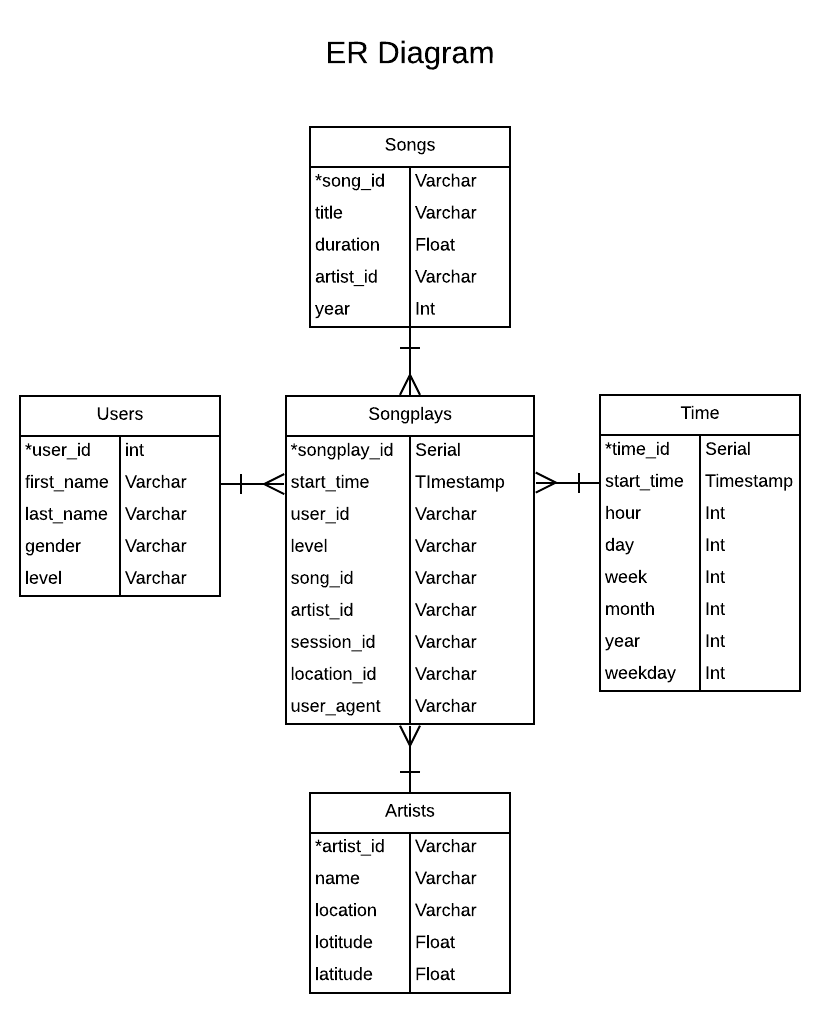 ER Diagram
Songs
*song_id Varchar
title Varchar
duration Float
artist_id Varchar
year Int
Users
*user_id int
first_name Varchar
last_name Varchar
gender Varchar
level Varchar
Songplays
*songplay_id Serial
start_time TImestamp
user_id Varchar
level Varchar
song_id Varchar
artist_id Varchar
session_id Varchar
location_id Varchar
user_agent Varchar
Time
*time_id Serial
start_time Timestamp
hour Int
day Int
week Int
month Int
year Int
weekday Int
Artists
*artist_id Varchar
name Varchar
location Varchar
lotitude Float
latitude Float